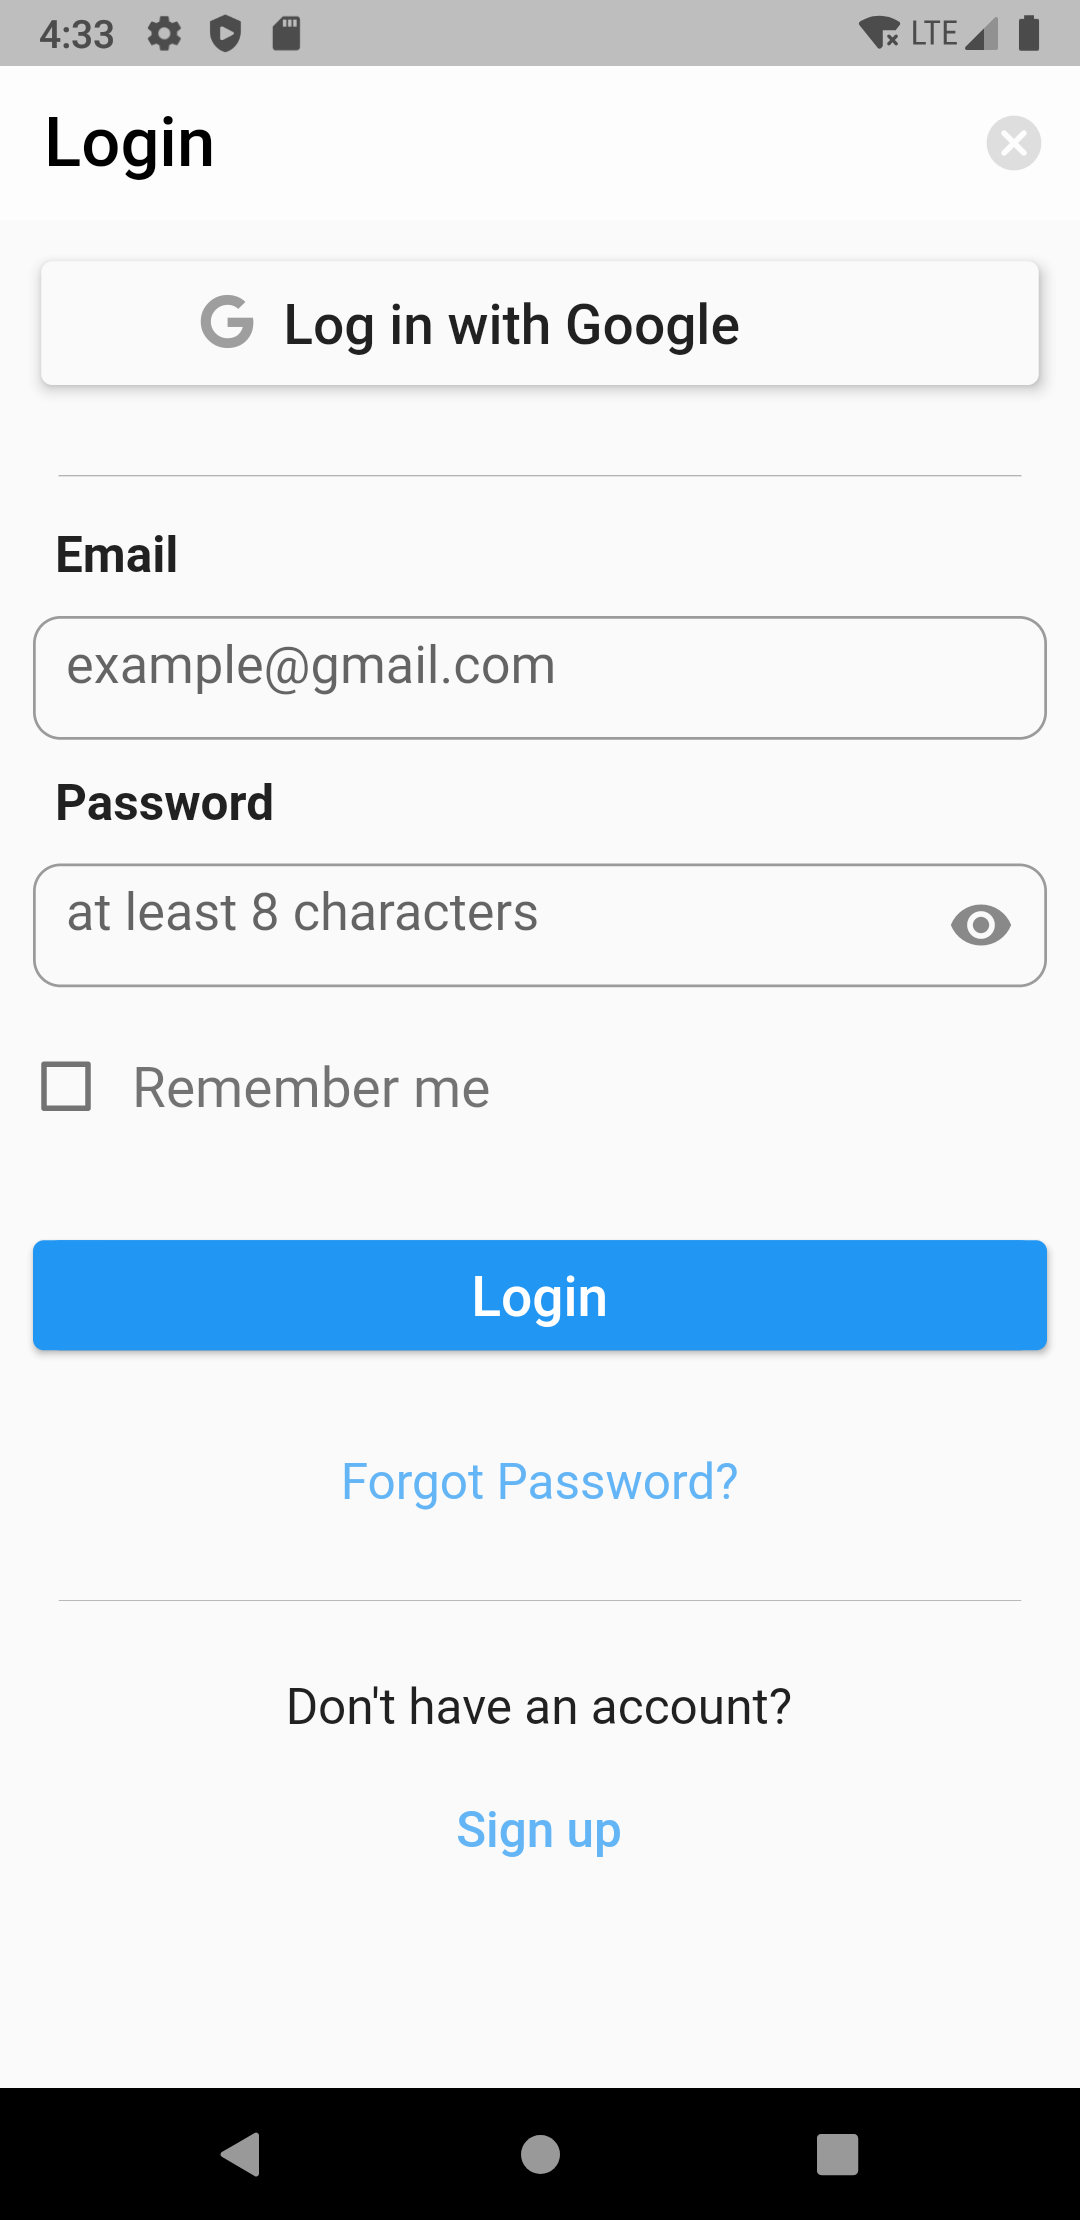 4:33 LTE
Login
Log in with Google
Email
example@gmail.com
Password
at least 8 characters
Remember me
Login
Forgot Password?
Don't have an account?
Sign up